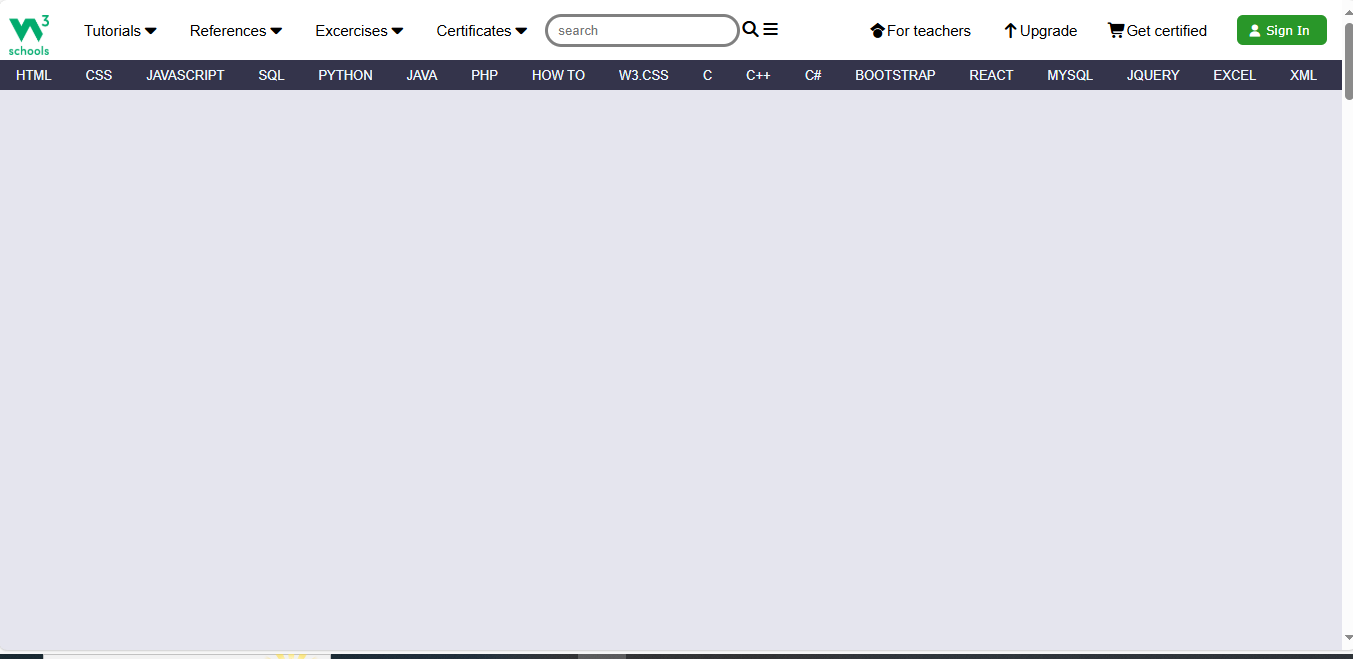 W3 schools Tutorials References Excercises Certificates search For teachers Upgrade Get certified Sign In
HTML CSS JAVASCRIPT SQL PYTHON JAVA PHP HOW TO W3.CSS C C++ C# BOOTSTRAP REACT MYSQL JQUERY EXCEL XML